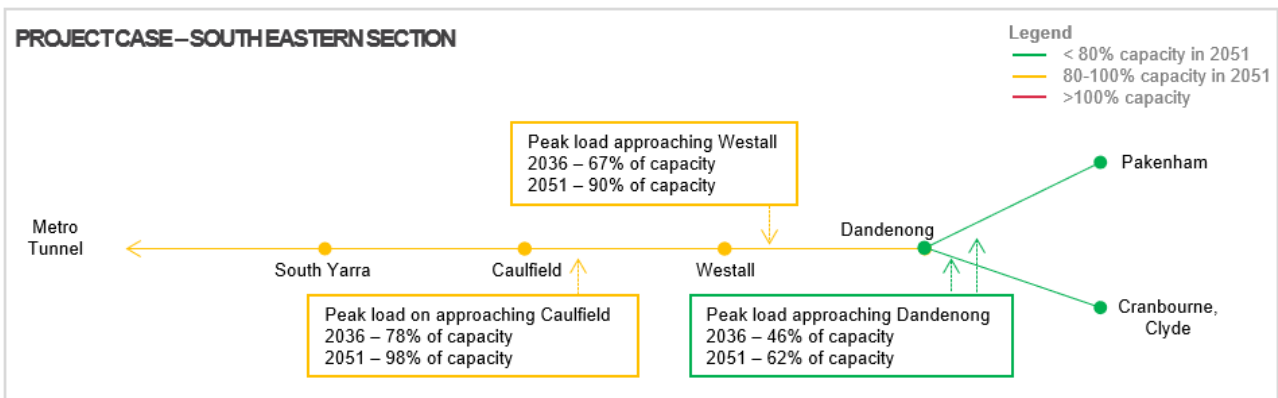 PROJECT CASE – SOUTH EASTERN SECTION
Legend
< 80% capacity in 2051
80-100% capacity in 2051
>100% capacity
Peak load approaching Westall
2036 – 67% of capacity
2051 – 90% of capacity
Pakenham
Metro
Tunnel
Dandenong
South Yarra
Caulfield
Westall
Cranbourne,
Clyde
Peak load on approaching Caulfield
2036 – 78% of capacity
2051 – 98% of capacity
Peak load approaching Dandenong
2036 – 46% of capacity
2051 – 62% of capacity